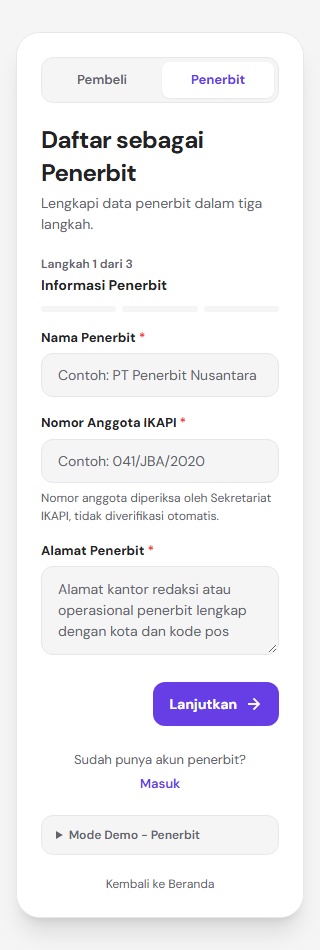 Pembeli
Penerbit
Daftar sebagai
Penerbit
Lengkapi data penerbit dalam tiga
langkah.
Langkah 1 dari 3
Informasi Penerbit
Nama Penerbit *
Contoh: PT Penerbit Nusantara
Nomor Anggota IKAPI *
Contoh: 041/JBA/2020
Nomor anggota diperiksa oleh Sekretariat
IKAPI, tidak diverifikasi otomatis.
Alamat Penerbit *
Alamat kantor redaksi atau
operasional penerbit lengkap
dengan kota dan kode pos
Lanjutkan →
Sudah punya akun penerbit?
Masuk
▶ Mode Demo - Penerbit
Kembali ke Beranda